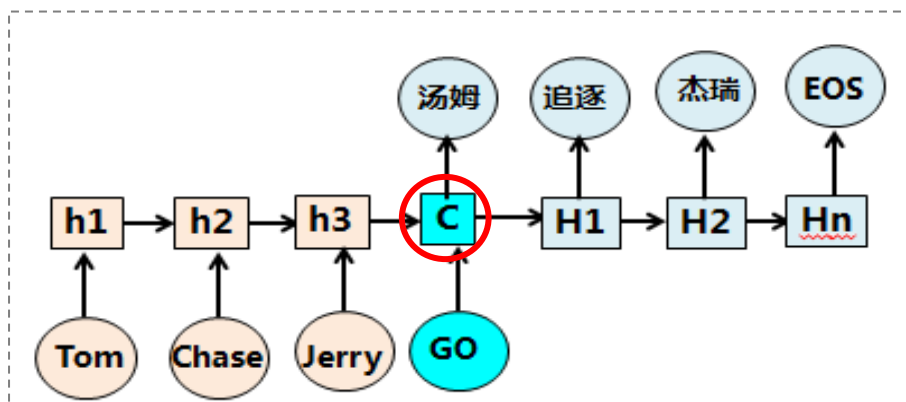 汤姆 追逐 杰瑞 EOS
h1 h2 h3 C H1 H2 Hn
Tom Chase Jerry GO